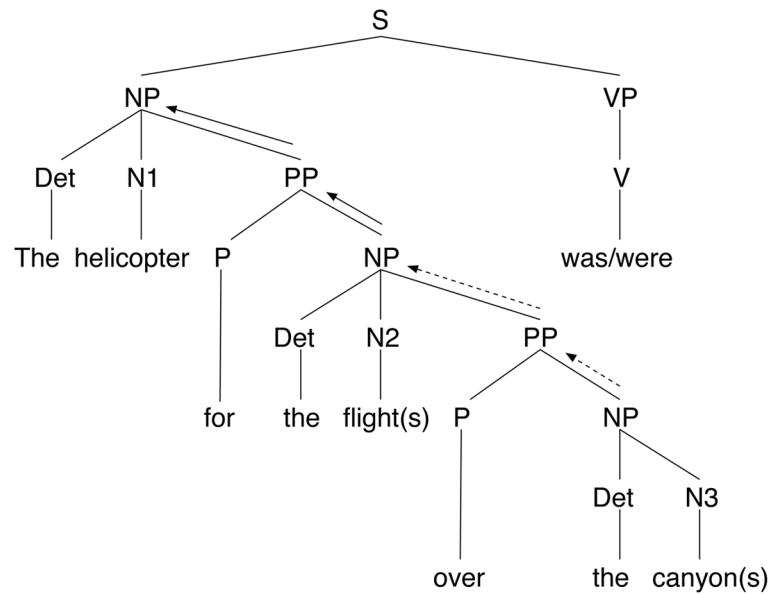 S
NP VP
Det N1 PP V
The helicopter P NP was/were
Det N2 PP
for the flight(s) P NP
Det N3
over the canyon(s)